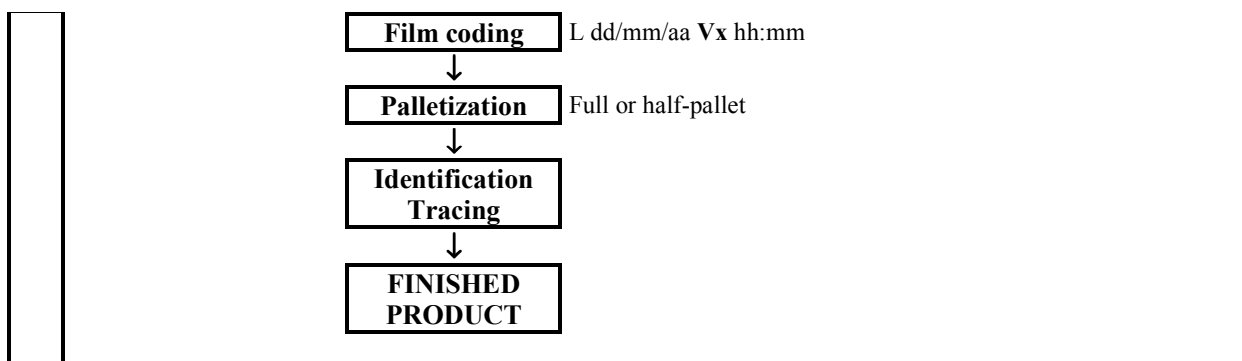 Film coding L dd/mm/aa Vx hh:mm
Palletization Full or half-pallet
Identification
Tracing
FINISHED
PRODUCT